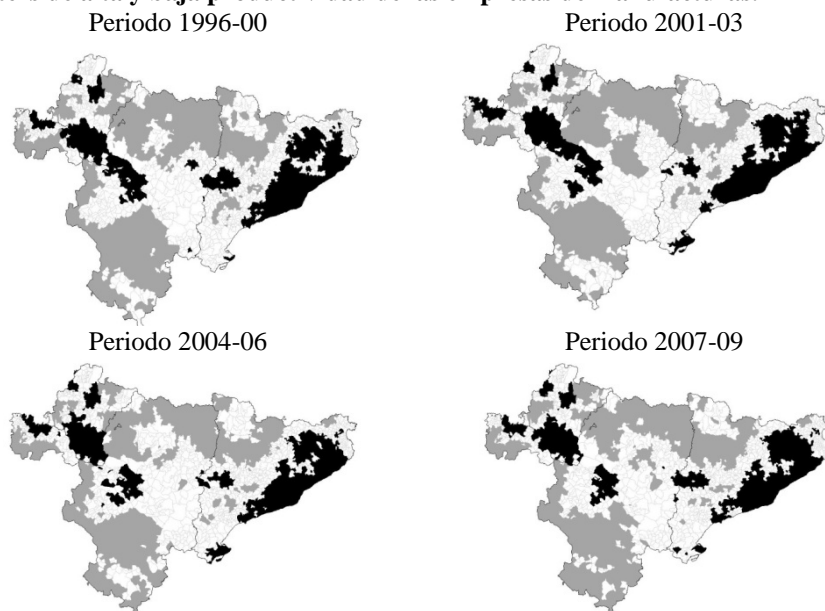 de alta y baja productividad de las empresas de manufacturas.
Periodo 1996-00 Periodo 2001-03
Periodo 2004-06 Periodo 2007-09